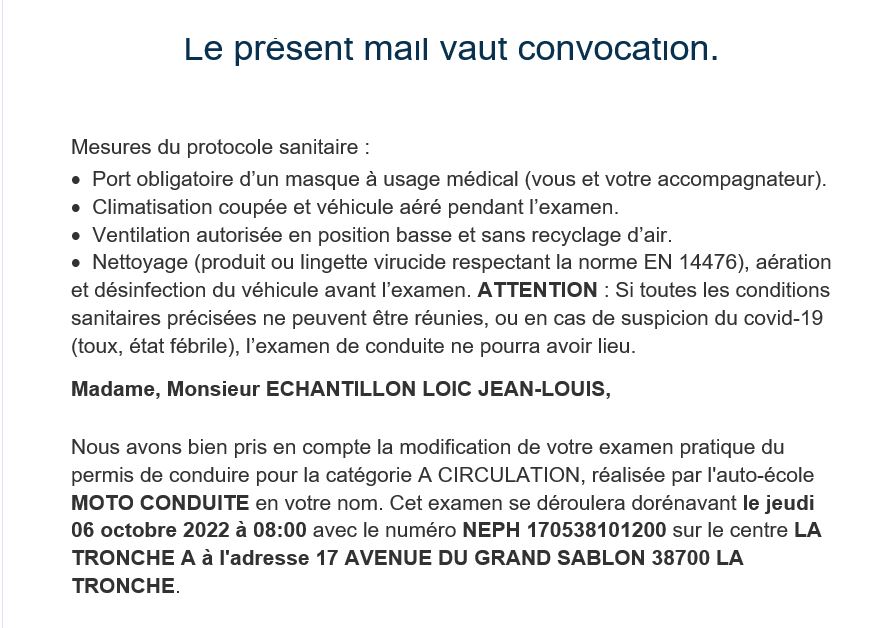 Le présent mail vaut convocation.
Mesures du protocole sanitaire :
• Port obligatoire d’un masque à usage médical (vous et votre accompagnateur).
• Climatisation coupée et véhicule aéré pendant l’examen.
• Ventilation autorisée en position basse et sans recyclage d’air.
• Nettoyage (produit ou lingette virucide respectant la norme EN 14476), aération
et désinfection du véhicule avant l’examen. ATTENTION : Si toutes les conditions
sanitaires précisées ne peuvent être réunies, ou en cas de suspicion du covid-19
(toux, état fébrile), l’examen de conduite ne pourra avoir lieu.
Madame, Monsieur ECHANTILLON LOIC JEAN-LOUIS,
Nous avons bien pris en compte la modification de votre examen pratique du
permis de conduire pour la catégorie A CIRCULATION, réalisée par l'auto-école
MOTO CONDUITE en votre nom. Cet examen se déroulera dorénavant le jeudi
06 octobre 2022 à 08:00 avec le numéro NEPH 170538101200 sur le centre LA
TRONCHE A à l'adresse 17 AVENUE DU GRAND SABLON 38700 LA
TRONCHE.